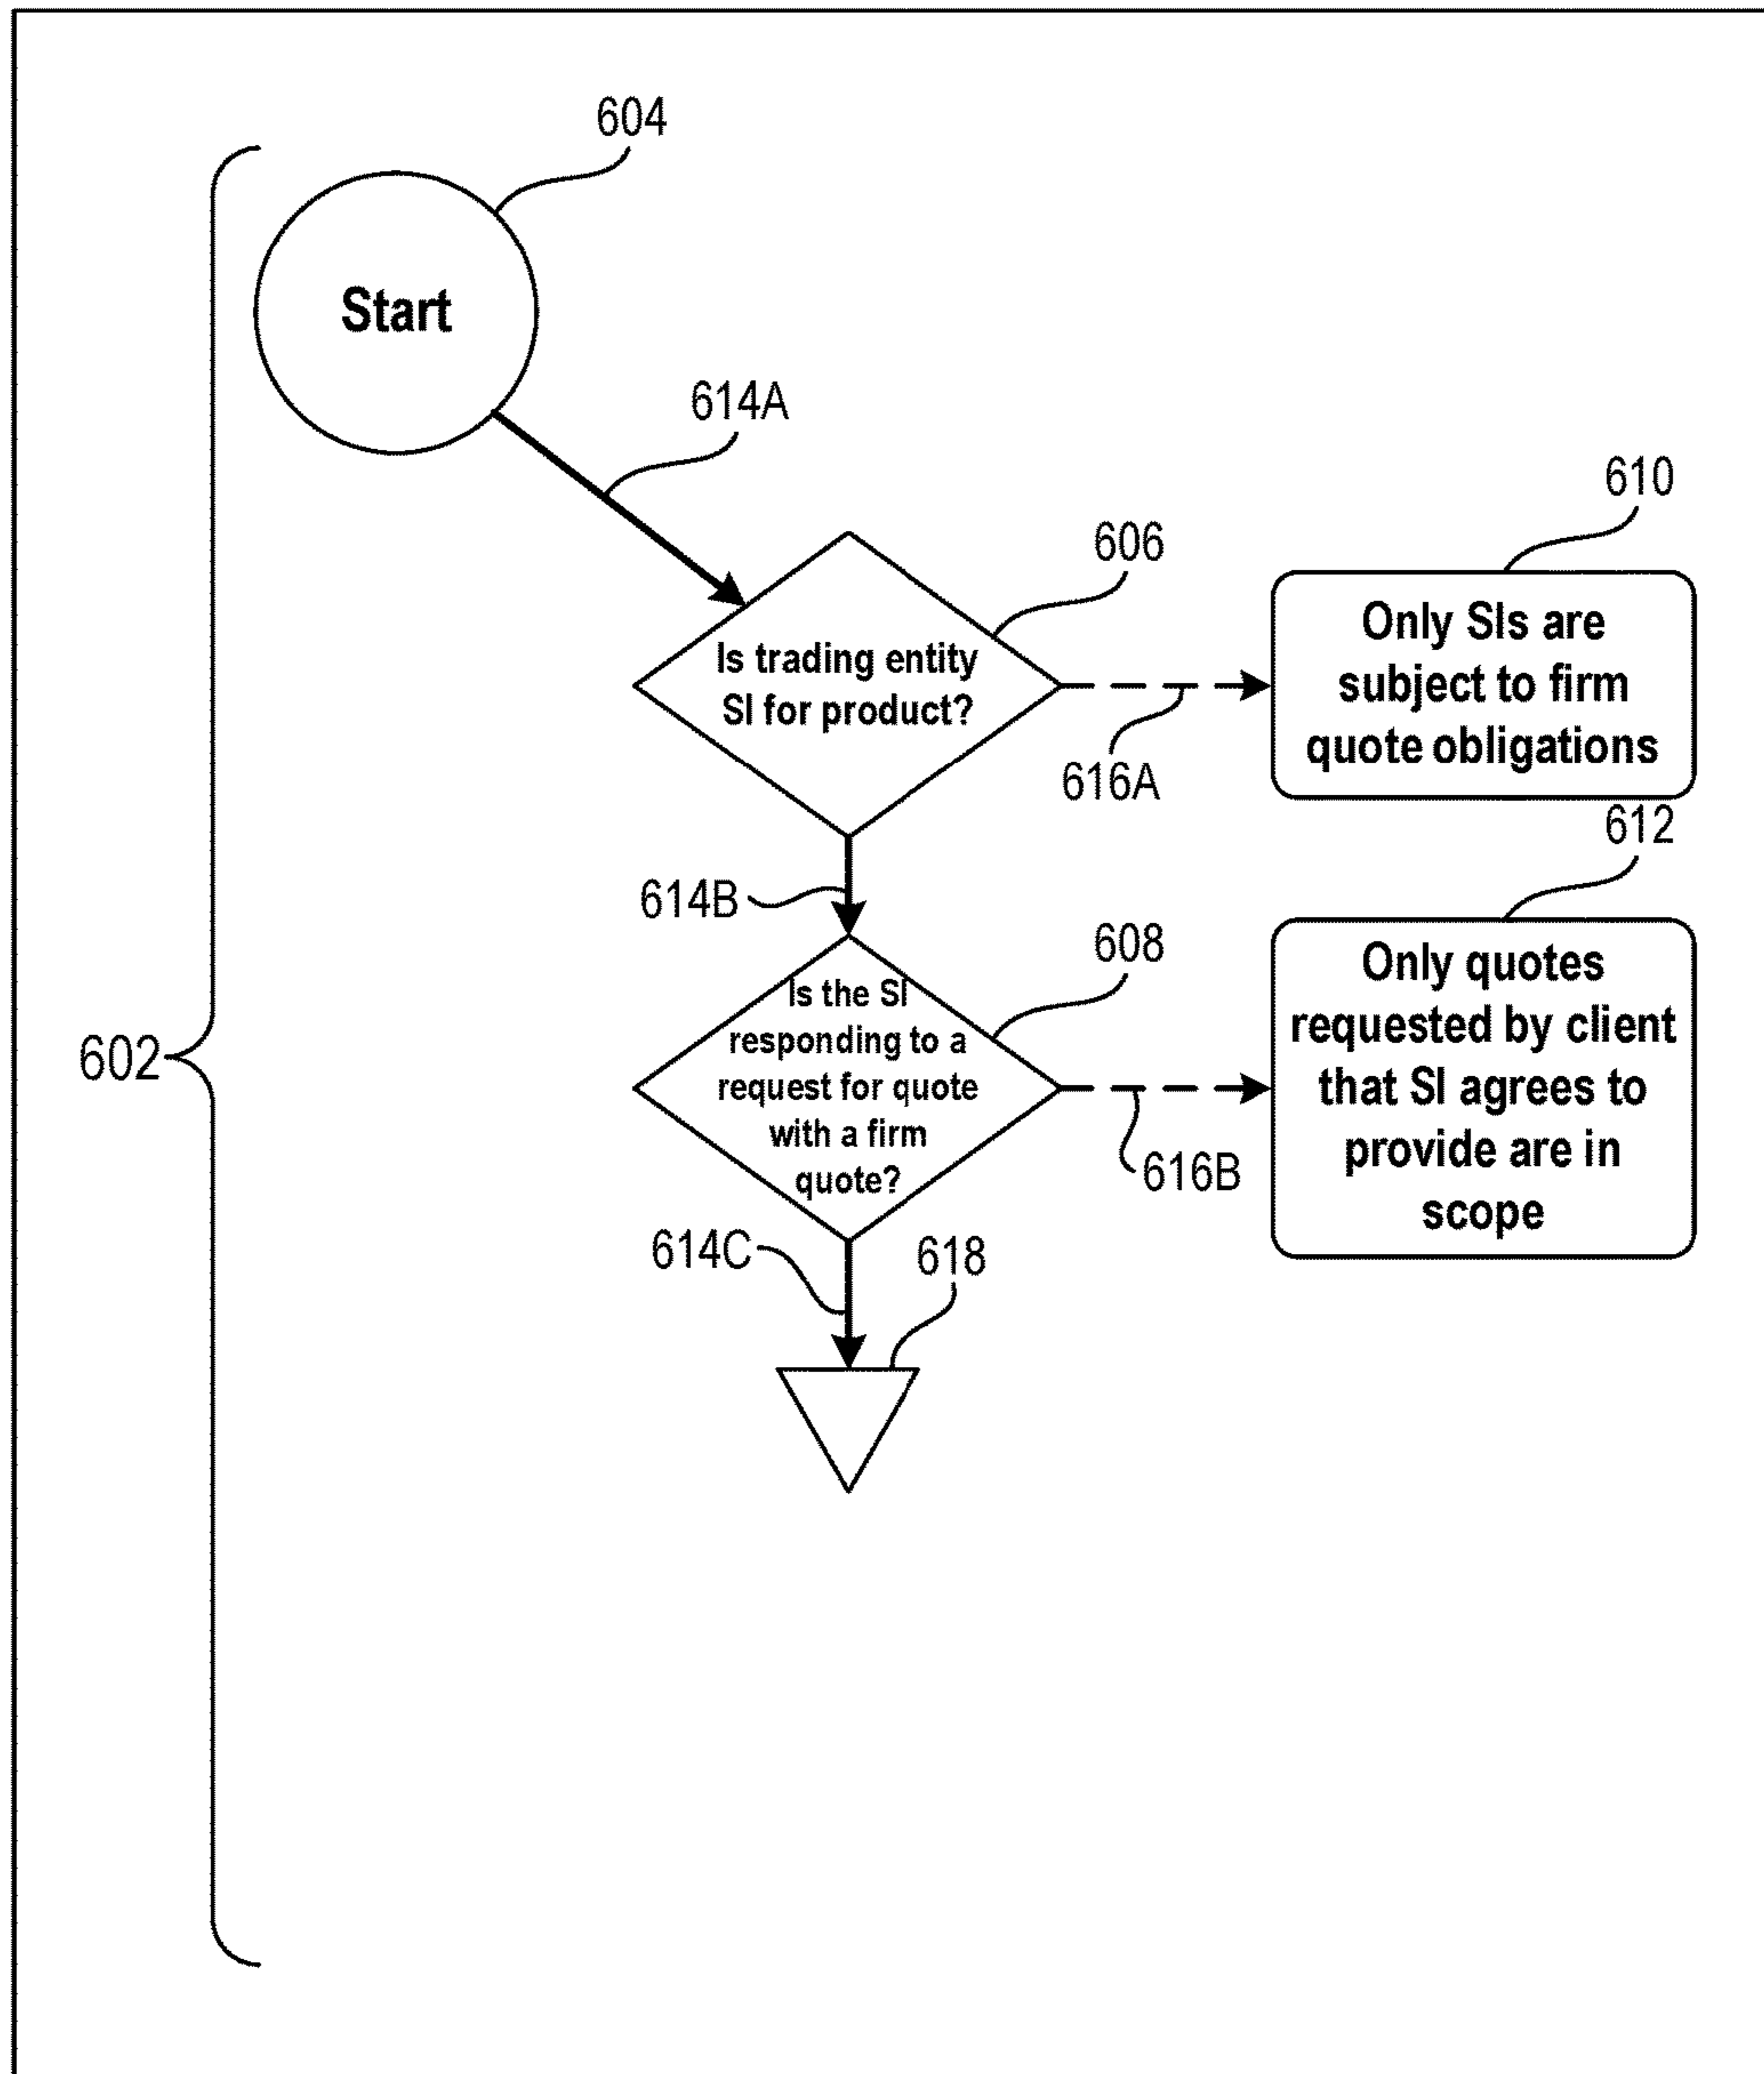 604
Start
614A
610
606
Only SIs are
subject to firm
quote obligations
Is trading entity
SI for product?
616A
612
614B
608
Only quotes
requested by client
that SI agrees to
provide are in
scope
Is the SI
responding to a
request for quote
with a firm
quote?
602
616B
614C
618